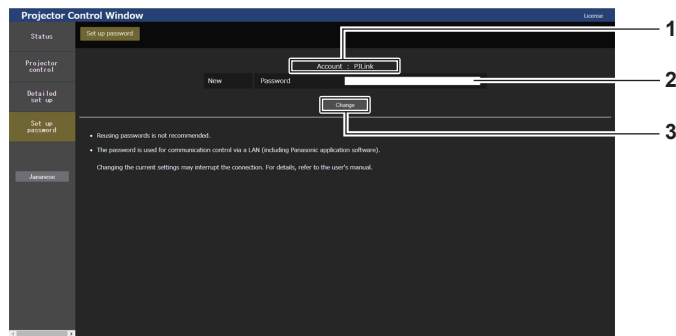 Projector Control Window
License
Status
Set up password
1
Account : PJLink
Projector
control
New Password
2
Change
Detailed
set up
3
Set up
password
• Reusing passwords is not recommended.
• The password is used for communication control via a LAN (including Panasonic application software).
Changing the current settings may interrupt the connection. For details, refer to the user's manual.
Japanese